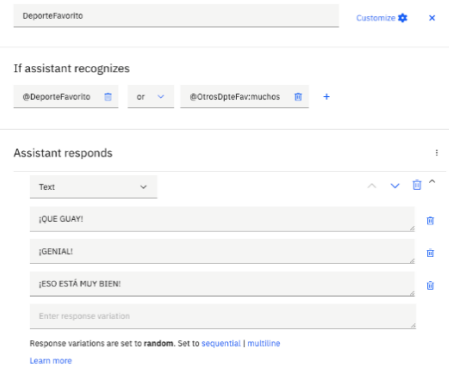 DeporteFavorito
Customize
If assistant recognizes
@DeporteFavorito or @OtrosDpteFav:muchos
Assistant responds
Text
¡QUE GUAY!
¡GENIAL!
¡ESO ESTÁ MUY BIEN!
Enter response variation
Response variations are set to random. Set to sequential | multiline
Learn more